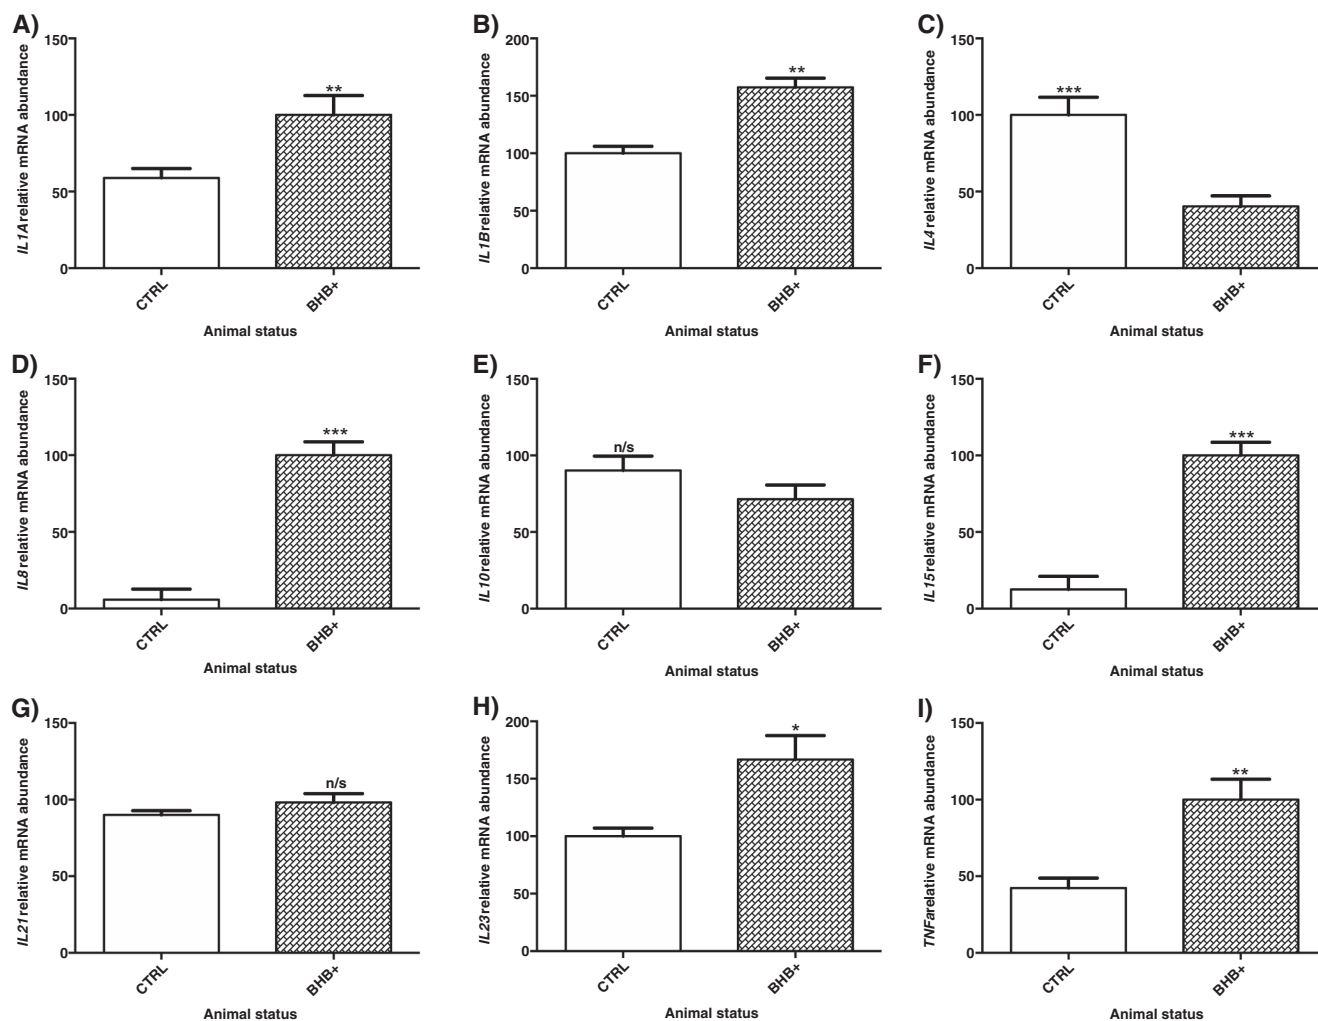 A)
IL1A relative mRNA abundance
150
100
50
0
**
CTRL
BHB+
Animal status
B)
IL1B relative mRNA abundance
200
150
100
50
0
**
CTRL
BHB+
Animal status
C)
IL4 relative mRNA abundance
150
100
50
0
***
CTRL
BHB+
Animal status
D)
IL8 relative mRNA abundance
150
100
50
0
***
CTRL
BHB+
Animal status
E)
IL10 relative mRNA abundance
150
100
50
0
n/s
CTRL
BHB+
Animal status
F)
IL15 relative mRNA abundance
150
100
50
0
***
CTRL
BHB+
Animal status
G)
IL21 relative mRNA abundance
150
100
50
0
n/s
CTRL
BHB+
Animal status
H)
IL23 relative mRNA abundance
200
150
100
50
0
*
CTRL
BHB+
Animal status
I)
TNFa relative mRNA abundance
150
100
50
0
**
CTRL
BHB+
Animal status